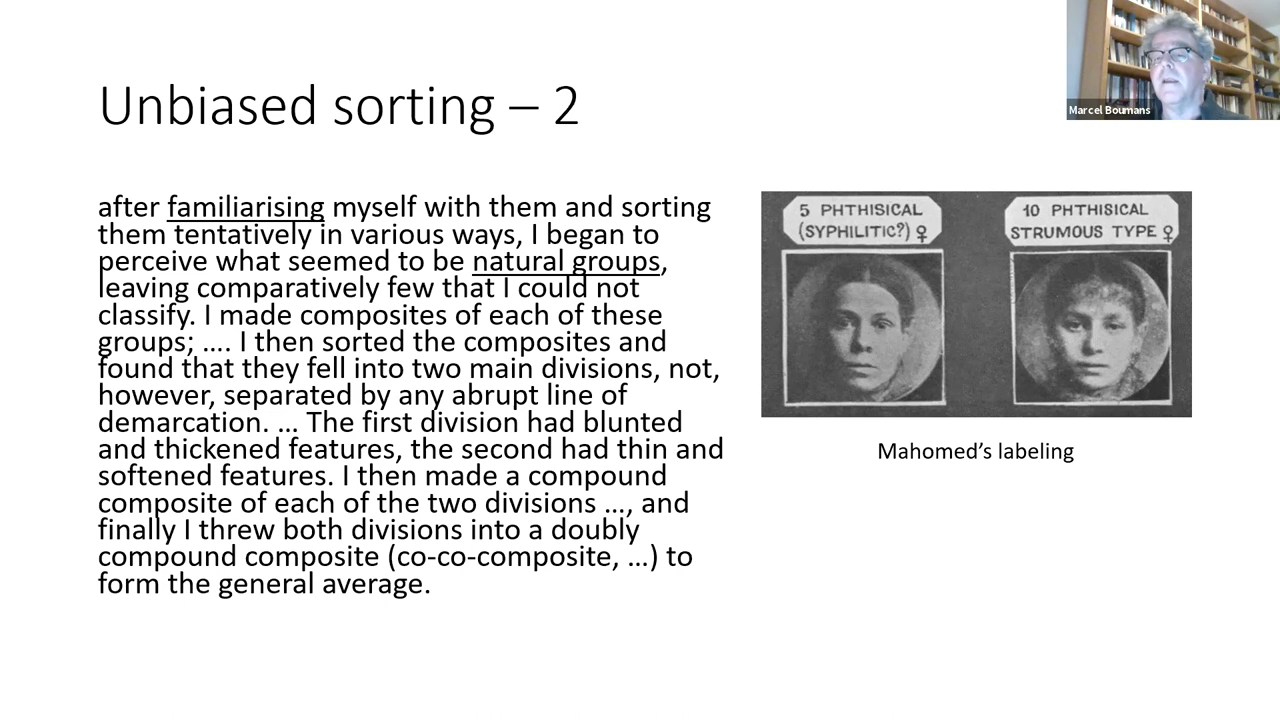 Marcel Boumans
Unbiased sorting – 2
after familiarising myself with them and sorting
them tentatively in various ways, I began to
perceive what seemed to be natural groups,
leaving comparatively few that I could not
classify. I made composites of each of these
groups; …. I then sorted the composites and
found that they fell into two main divisions, not,
however, separated by any abrupt line of
demarcation. … The first division had blunted
and thickened features, the second had thin and
softened features. I then made a compound
composite of each of the two divisions …, and
finally I threw both divisions into a doubly
compound composite (co-co-composite, …) to
form the general average.
5 PHTHISICAL
(SYPHILITIC?) ♀
10 PHTHISICAL
STRUMOUS TYPE ♀
Mahomed’s labeling